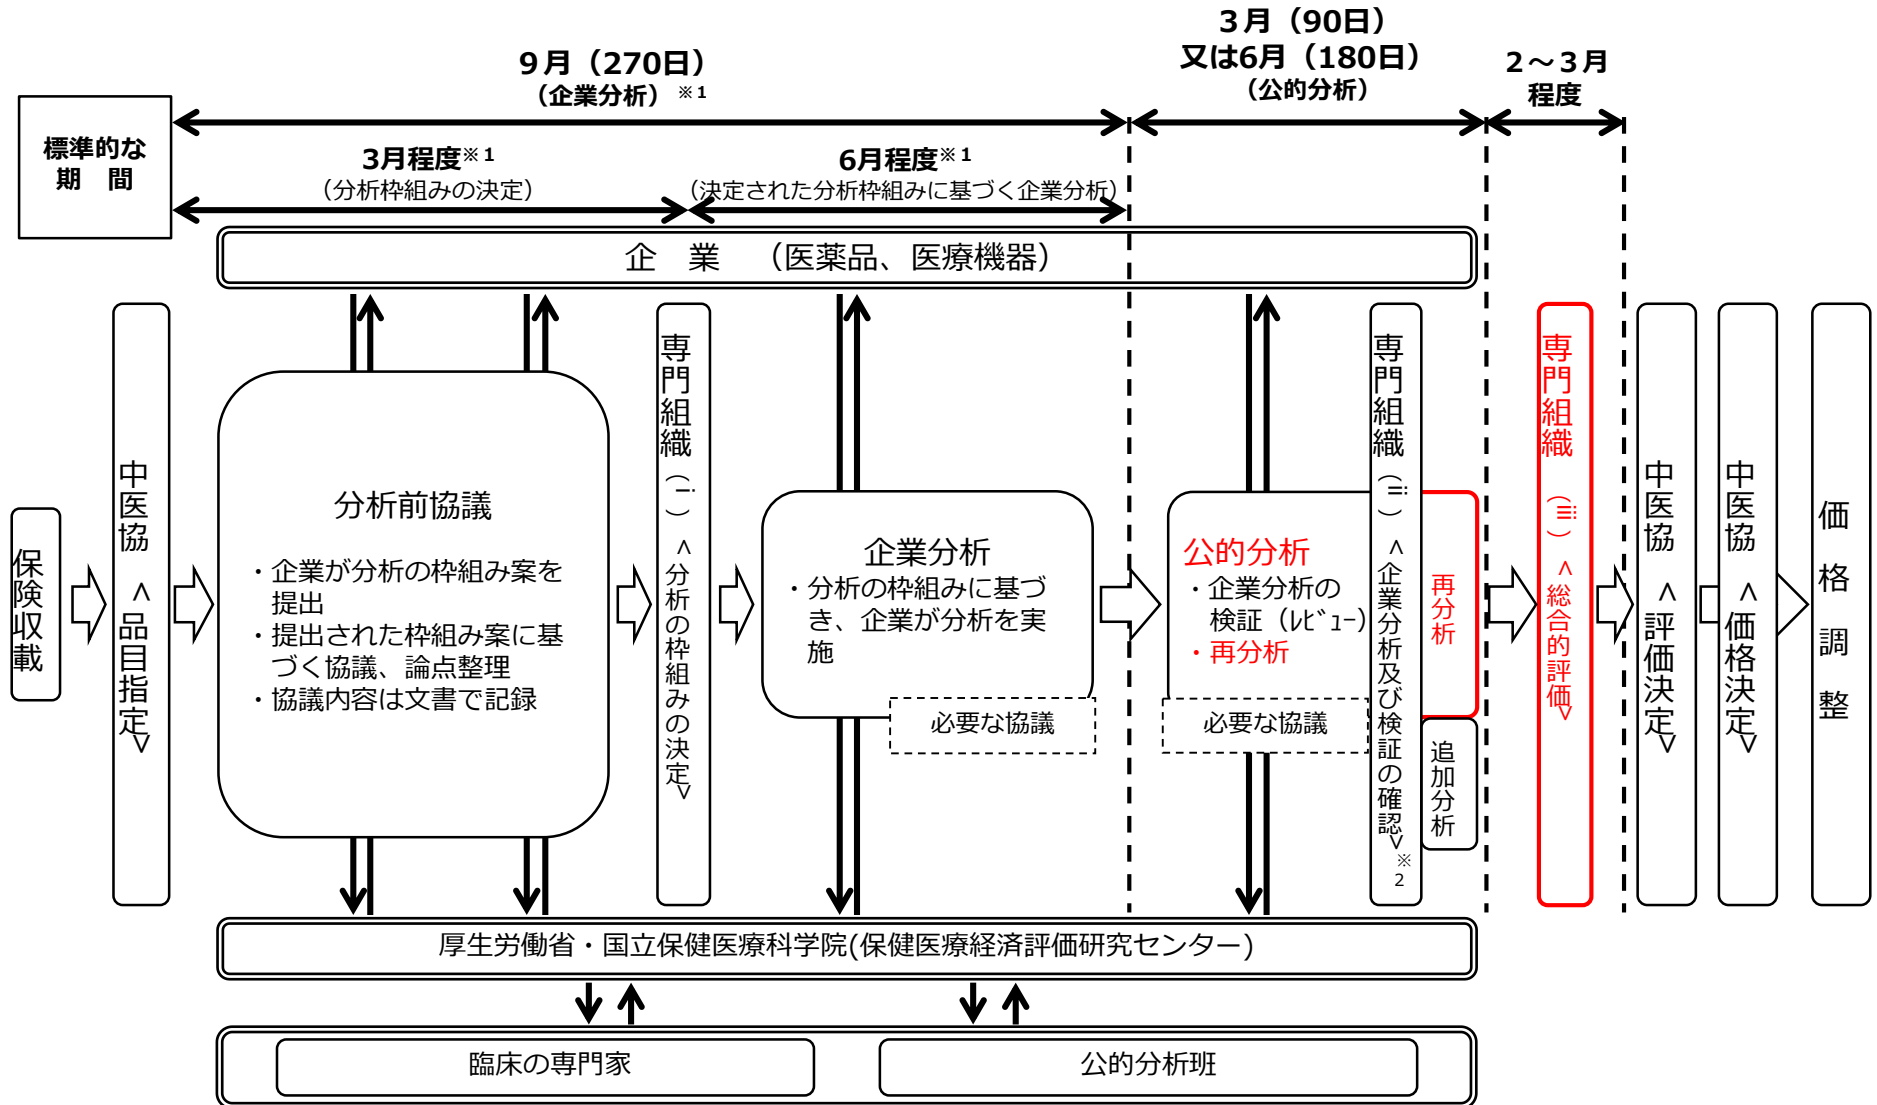 ９月（270日）
（企業分析）※1
３月（90日）
又は6月（180日）
（公的分析）
2～３月
程度
標準的な
期　間
3月程度※1
（分析枠組みの決定）
6月程度※1
（決定された分析枠組みに基づく企業分析）
企　業　（医薬品、医療機器）
保険収載
中医協 <品目指定>
分析前協議
・企業が分析の枠組み案を
提出
・提出された枠組み案に基
づく協議、論点整理
・協議内容は文書で記録
専門組織（ⅰ）<分析の枠組みの決定>
企業分析
・分析の枠組みに基づ
き、企業が分析を実
施
必要な協議
公的分析
・企業分析の
検証（ﾚﾋﾞｭｰ）
・再分析
必要な協議
専門組織（ⅱ）<企業分析及び検証の確認>※2
再分析
追加分析
専門組織（ⅲ）<総合的評価>
中医協 <評価決定>
中医協 <価格決定>
価格調整
厚生労働省・国立保健医療科学院(保健医療経済評価研究センター)
臨床の専門家
公的分析班